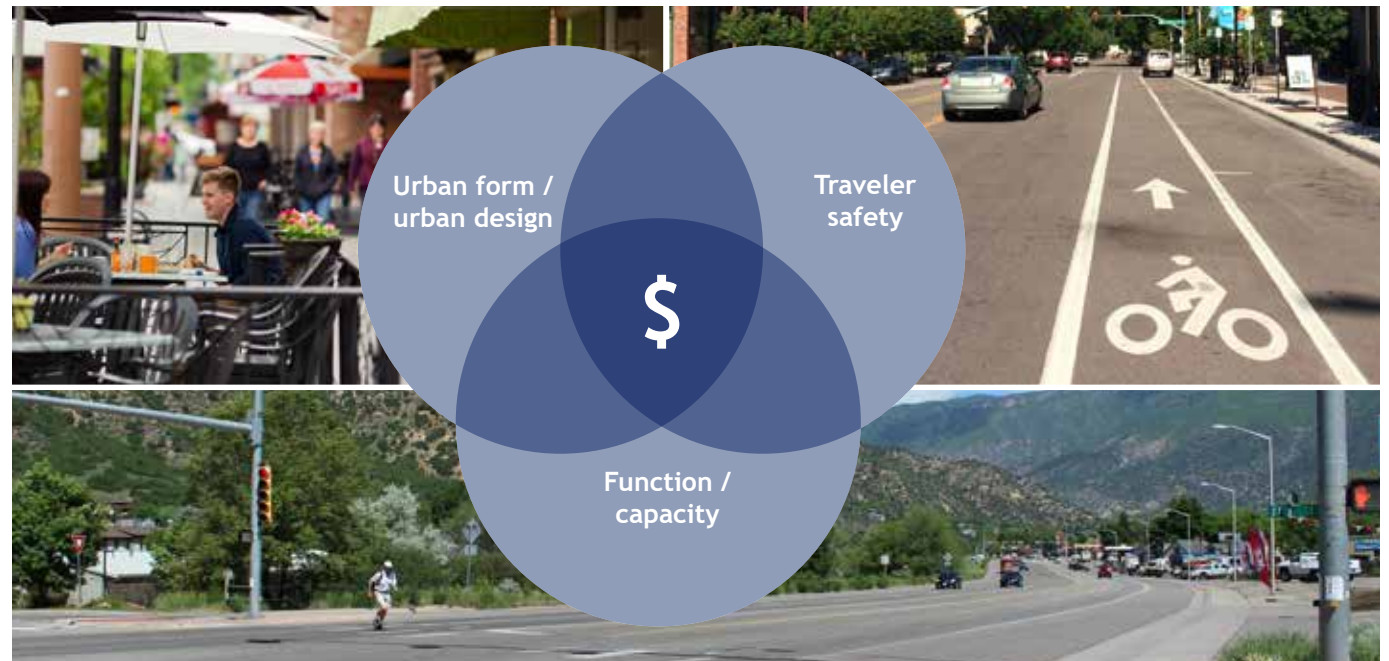 Urban form /
urban design
Traveler
safety
$
Function /
capacity